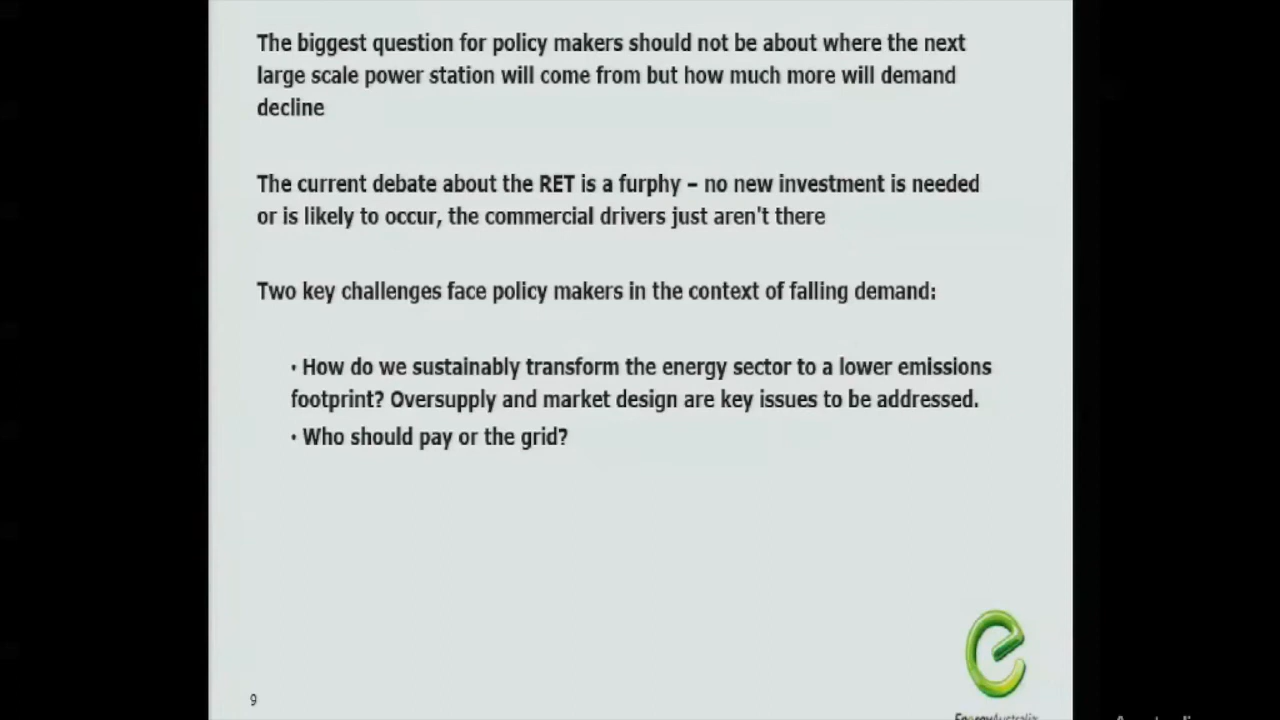 The biggest question for policy makers should not be about where the next
large scale power station will come from but how much more will demand
decline
The current debate about the RET is a furphy – no new investment is needed
or is likely to occur, the commercial drivers just aren't there
Two key challenges face policy makers in the context of falling demand:
• How do we sustainably transform the energy sector to a lower emissions
footprint? Oversupply and market design are key issues to be addressed.
• Who should pay or the grid?
9
EnergyAustralia